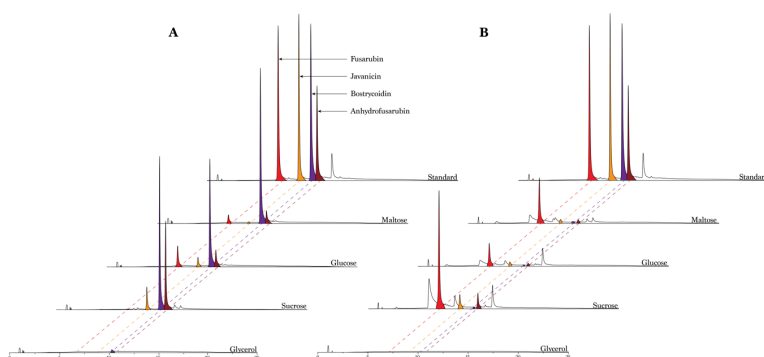 A
B
Fusarubin
Javanicin
Bostrycoidin
Anhydrofusarubin
Standard
Maltose
Glucose
Sucrose
Glycerol
Standar
Maltose
Glucose
Sucrose
Glycerol